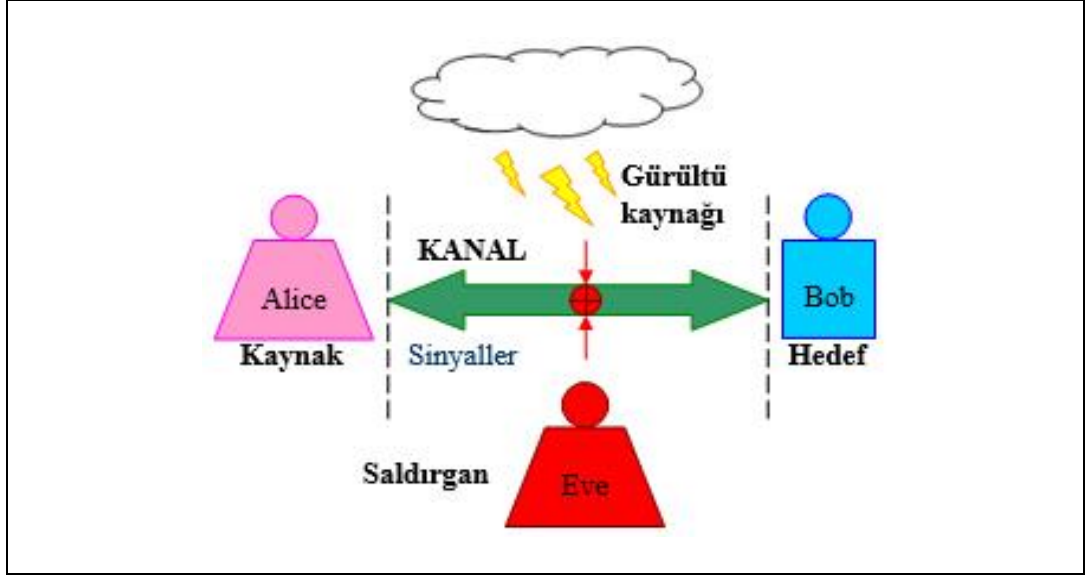 Gürültü
kaynağı
KANAL
Alice
Bob
Kaynak
Sinyaller
Hedef
Saldırgan
Eve